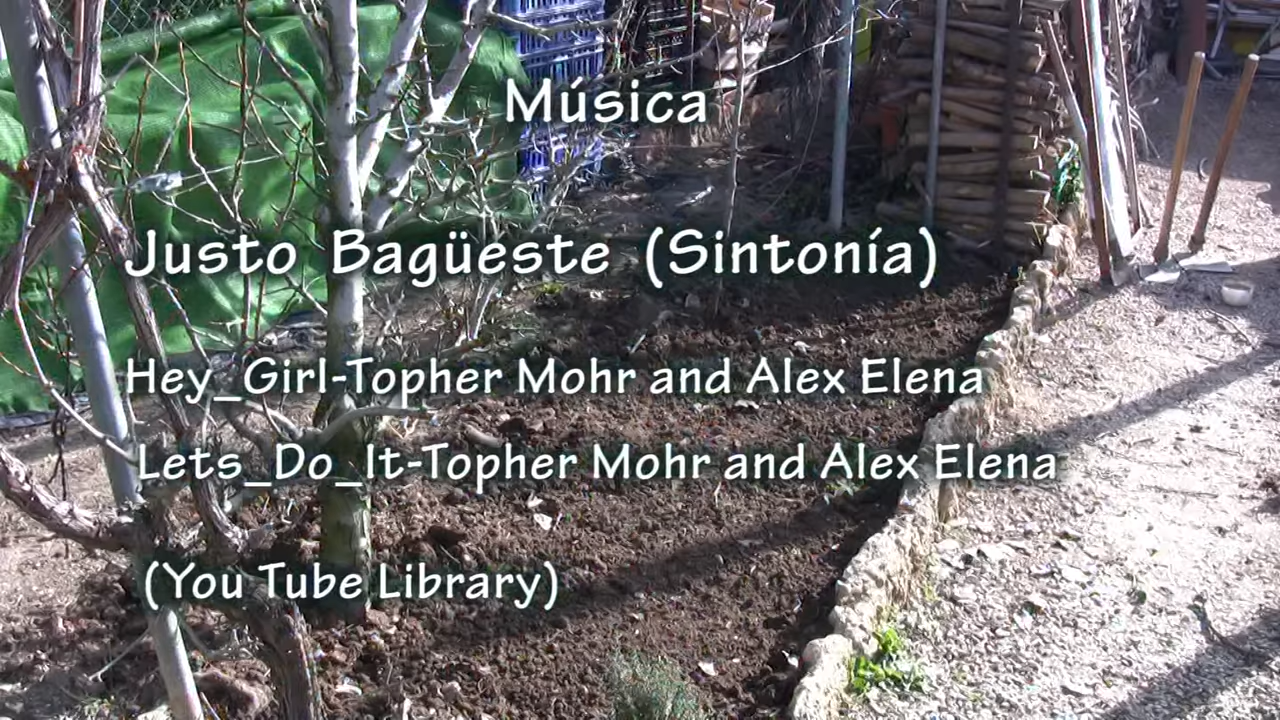 Música
Justo Bagüeste (Sintonía)
Hey_Girl-Topher Mohr and Alex Elena
Lets_Do_It-Topher Mohr and Alex Elena
(You Tube Library)